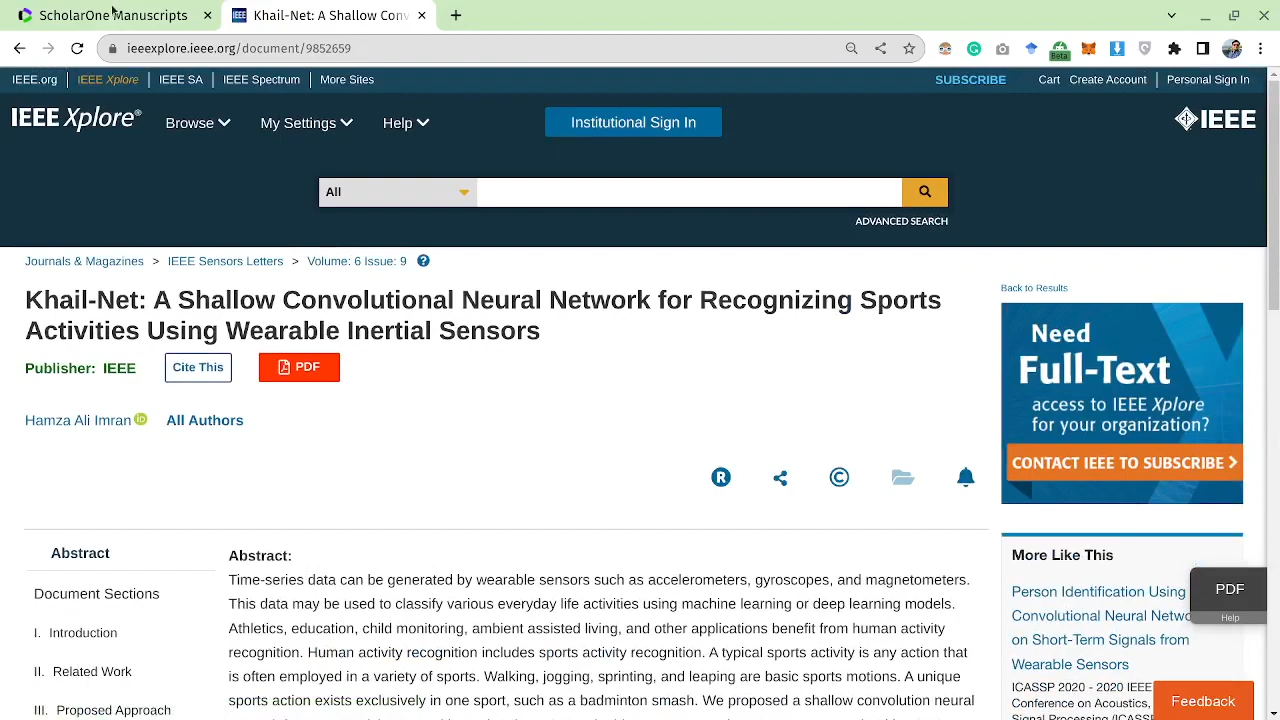 ScholarOne Manuscripts
Khail-Net: A Shallow Conv
ieeexplore.ieee.org/document/9852659
Beta
IEEE.org
IEEE Xplore
IEEE SA
IEEE Spectrum
More Sites
SUBSCRIBE
Cart
Create Account
Personal Sign In
IEEE Xplore®
Browse
My Settings
Help
Institutional Sign In
IEEE
All
ADVANCED SEARCH
Journals & Magazines > IEEE Sensors Letters > Volume: 6 Issue: 9
Khail-Net: A Shallow Convolutional Neural Network for Recognizing Sports
Activities Using Wearable Inertial Sensors
Publisher: IEEE
Cite This
PDF
Hamza Ali Imran
All Authors
Back to Results
Need
Full-Text
access to IEEE Xplore
for your organization?
CONTACT IEEE TO SUBSCRIBE >
Abstract
Document Sections
I. Introduction
II. Related Work
III. Proposed Approach
Abstract:
Time-series data can be generated by wearable sensors such as accelerometers, gyroscopes, and magnetometers.
This data may be used to classify various everyday life activities using machine learning or deep learning models.
Athletics, education, child monitoring, ambient assisted living, and other applications benefit from human activity
recognition. Human activity recognition includes sports activity recognition. A typical sports activity is any action that
is often employed in a variety of sports. Walking, jogging, sprinting, and leaping are basic sports motions. A unique
sports action exists exclusively in one sport, such as a badminton smash. We proposed a shallow convolution neural
More Like This
Person Identification Using
Convolutional Neural Netwo
on Short-Term Signals from
Wearable Sensors
ICASSP 2020 - 2020 IEEE
Conference on Acoustics,
Signal Processing (ICASSP
PDF
Help
Feedback